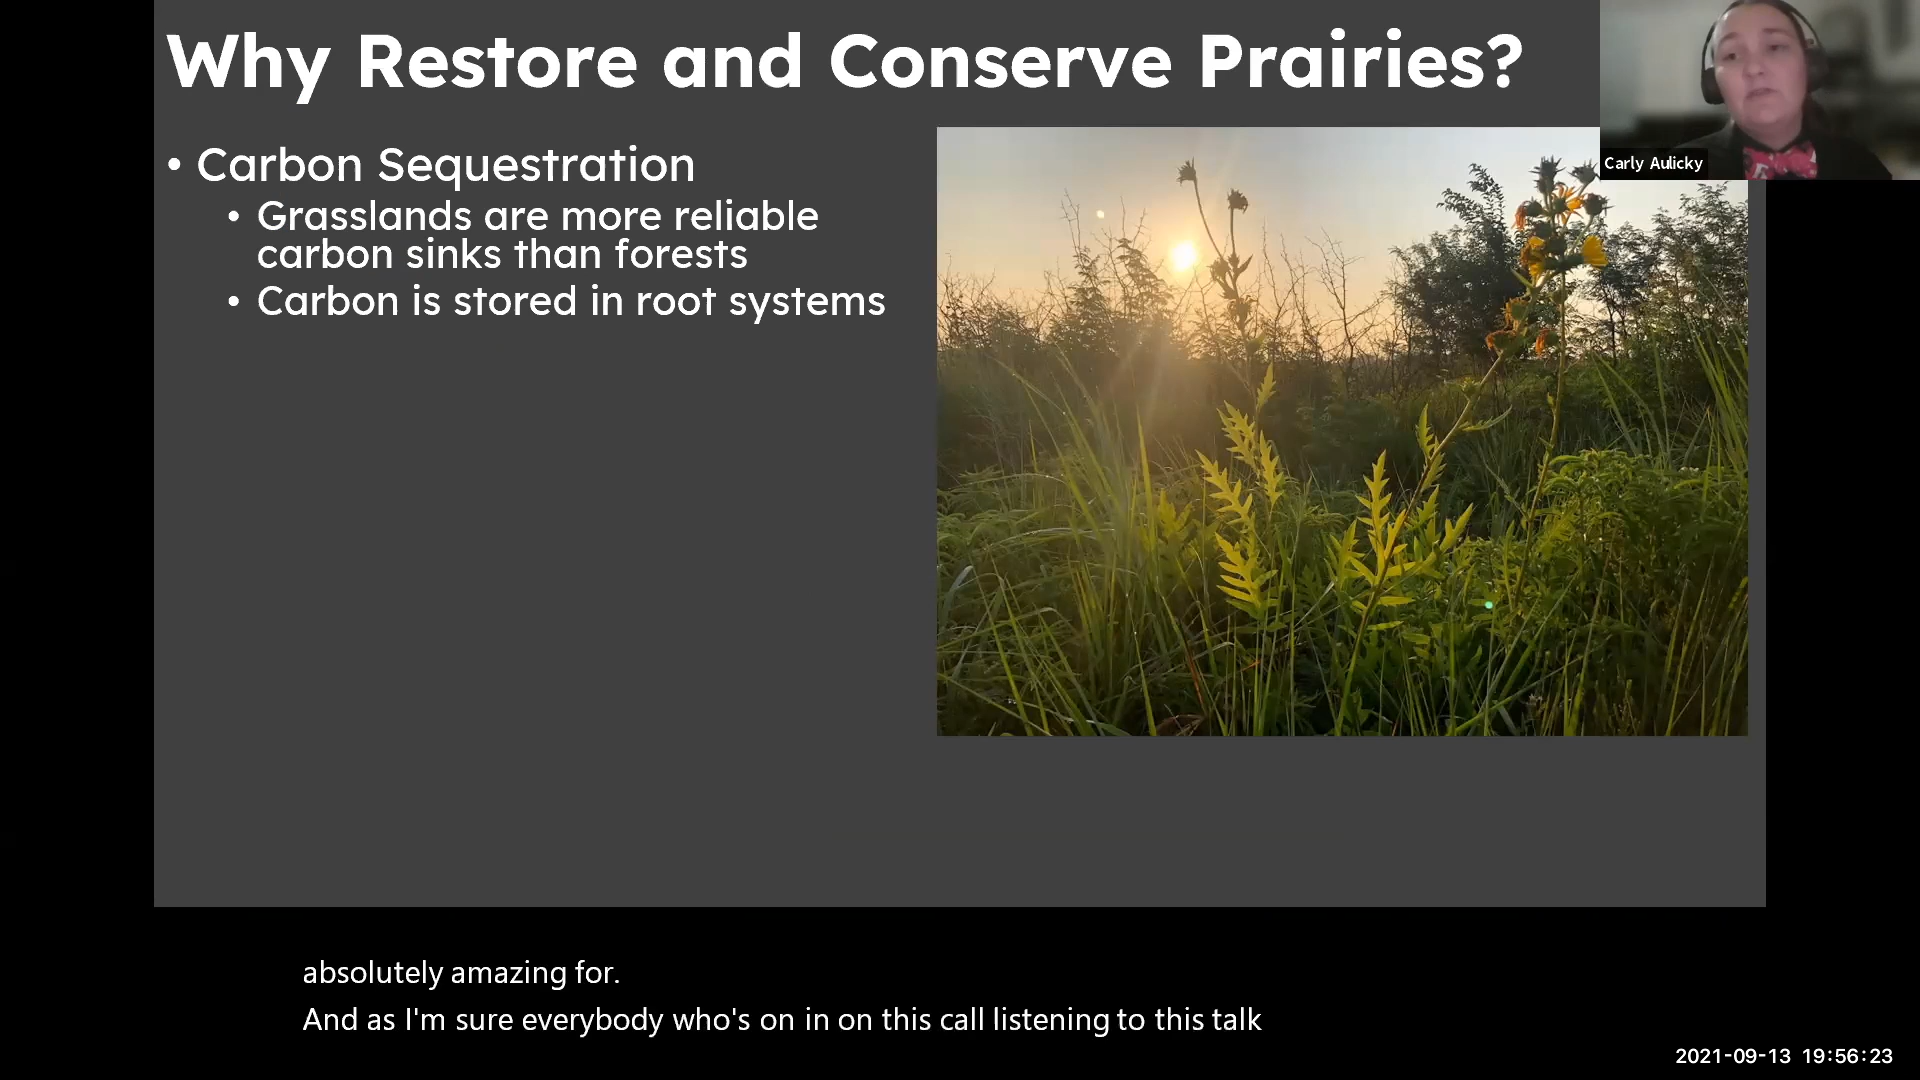 Why Restore and Conserve Prairies?
• Carbon Sequestration
• Grasslands are more reliable
carbon sinks than forests
• Carbon is stored in root systems
Carly Aulicky
absolutely amazing for.
And as I'm sure everybody who's on in on this call listening to this talk
2021-09-13 19:56:23